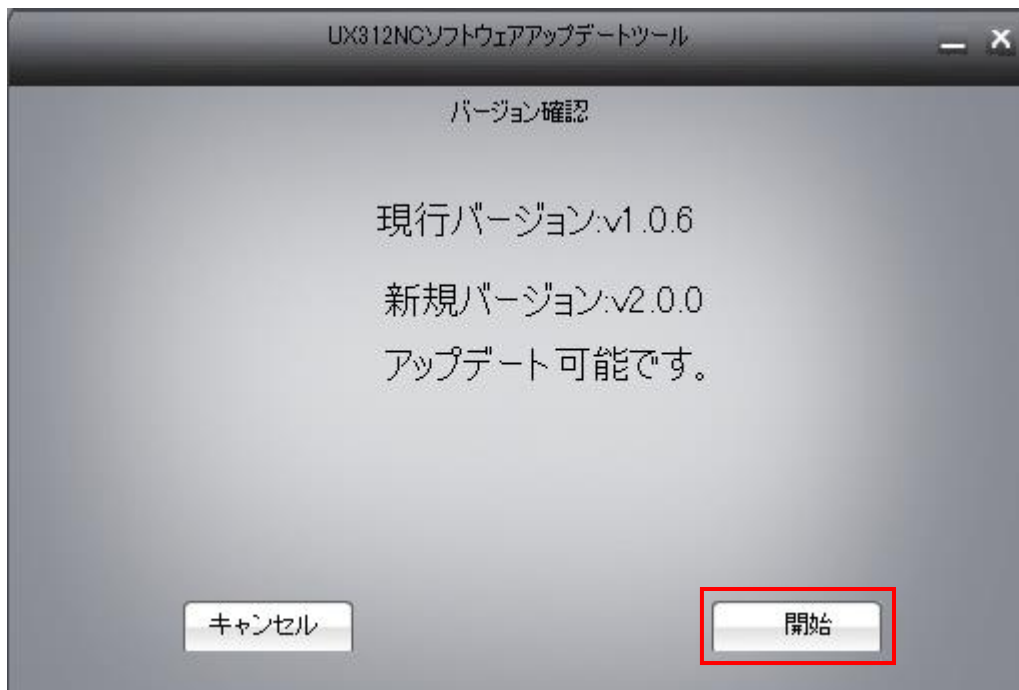 UX312NCソフトウェアアップデートツール
バージョン確認
現行バージョン:v1.0.6
新規バージョン:v2.0.0
アップデート可能です。
キャンセル
開始